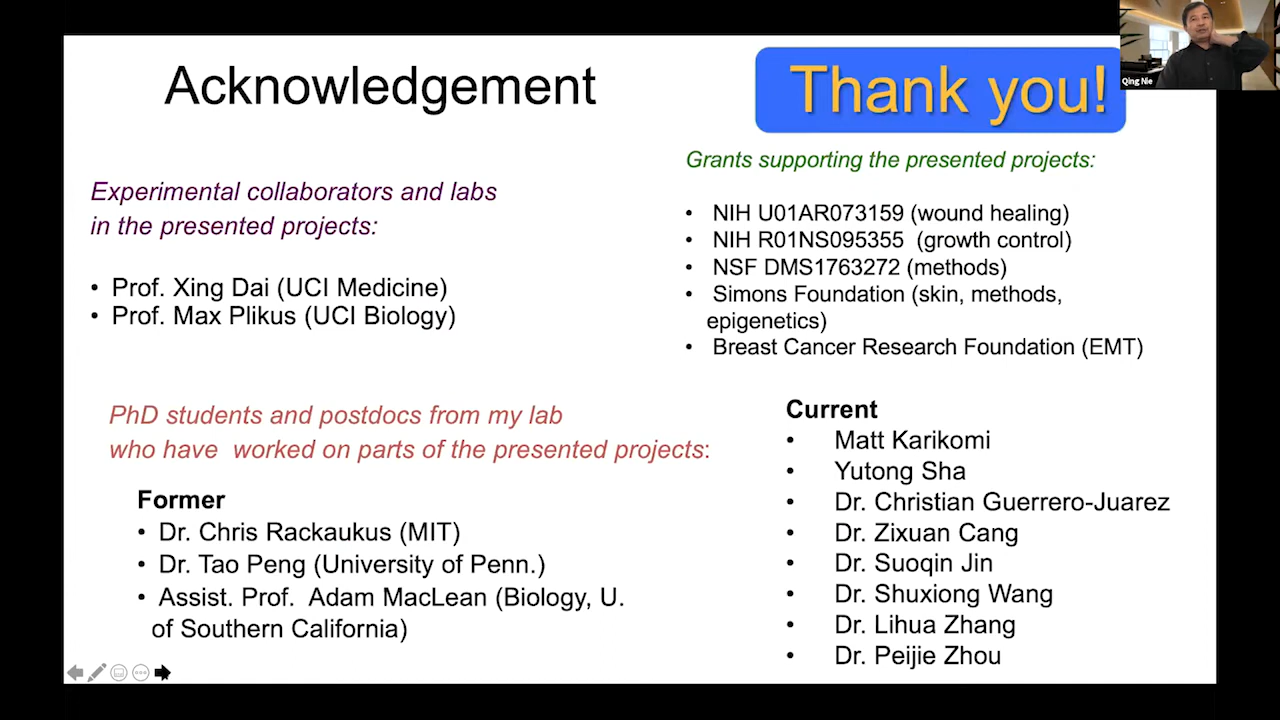 Acknowledgement
Thank you!
Qing Nie
Experimental collaborators and labs
in the presented projects:
• Prof. Xing Dai (UCI Medicine)
• Prof. Max Plikus (UCI Biology)
Grants supporting the presented projects:
• NIH U01AR073159 (wound healing)
• NIH R01NS095355 (growth control)
• NSF DMS1763272 (methods)
• Simons Foundation (skin, methods,
epigenetics)
• Breast Cancer Research Foundation (EMT)
PhD students and postdocs from my lab
who have worked on parts of the presented projects:
Former
• Dr. Chris Rackaukus (MIT)
• Dr. Tao Peng (University of Penn.)
• Assist. Prof. Adam MacLean (Biology, U.
of Southern California)
Current
• Matt Karikomi
• Yutong Sha
• Dr. Christian Guerrero-Juarez
• Dr. Zixuan Cang
• Dr. Suoqin Jin
• Dr. Shuxiong Wang
• Dr. Lihua Zhang
• Dr. Peijie Zhou